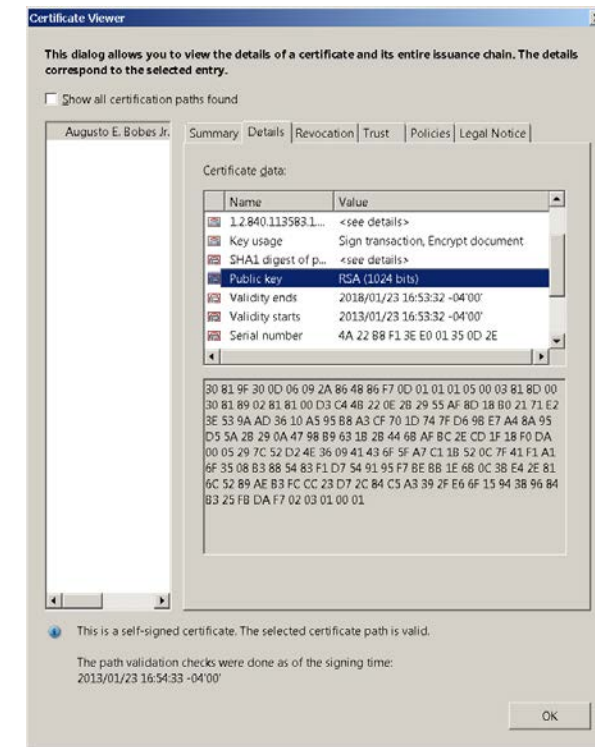 Certificate Viewer
This dialog allows you to view the details of a certificate and its entire issuance chain. The details
correspond to the selected entry.
Show all certification paths found
Augusto E. Bobes Jr.
Summary Details Revocation Trust Policies Legal Notice
Certificate data:
Name Value
1.2.840.113583.1... <see details>
Key usage Sign transaction, Encrypt document
SHA1 digest of p... <see details>
Public key RSA (1024 bits)
Validity ends 2018/01/23 16:53:32 -04'00'
Validity starts 2013/01/23 16:53:32 -04'00'
Serial number 4A 22 B8 F1 3E E0 01 35 0D 2E
30 81 9F 30 0D 06 09 2A 86 48 86 F7 0D 01 01 01 05 00 03 81 8D 00
30 81 89 02 81 81 00 D3 C4 4B 22 0E 2B 29 55 AF 8D 18 B0 21 71 E2
3E 53 9A AD 36 10 A5 95 B8 A3 CF 70 1D 74 7F D6 9B E7 A4 8A 95
D5 5A 2B 29 0A 47 98 B9 63 1B 2B 44 6B AF BC 2E CD 1F 18 F0 DA
00 05 29 7C 52 D2 4E 36 09 41 43 6F 5F A7 C1 1B 52 0C 7F 41 F1 A1
6F 35 08 B3 88 54 83 F1 D7 54 91 95 F7 BE BB 1E 6B 0C 3B E4 2E 81
6C 52 89 AE B3 FC CC 23 D7 2C 84 C5 A3 39 2F E6 6F 15 94 38 96 84
B3 25 FB DA F7 02 03 01 00 01
This is a self-signed certificate. The selected certificate path is valid.
The path validation checks were done as of the signing time:
2013/01/23 16:54:33 -04'00'
OK